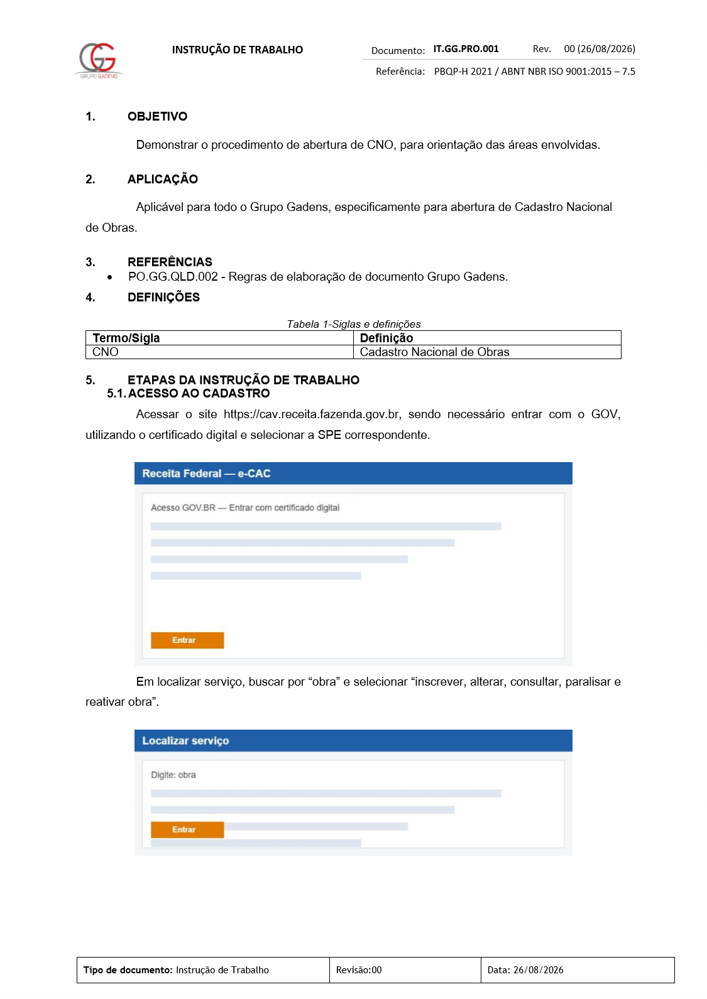 GRUPO GADENS
INSTRUÇÃO DE TRABALHO
Documento: IT.GG.PRO.001 Rev. 00 (26/08/2026)
Referência: PBQP-H 2021 / ABNT NBR ISO 9001:2015 – 7.5
1. OBJETIVO
Demonstrar o procedimento de abertura de CNO, para orientação das áreas envolvidas.
2. APLICAÇÃO
Aplicável para todo o Grupo Gadens, especificamente para abertura de Cadastro Nacional
de Obras.
3. REFERÊNCIAS
• PO.GG.QLD.002 - Regras de elaboração de documento Grupo Gadens.
4. DEFINIÇÕES
Tabela 1-Siglas e definições
Termo/Sigla Definição
CNO Cadastro Nacional de Obras
5. ETAPAS DA INSTRUÇÃO DE TRABALHO
5.1. ACESSO AO CADASTRO
Acessar o site https://cav.receita.fazenda.gov.br, sendo necessário entrar com o GOV,
utilizando o certificado digital e selecionar a SPE correspondente.
Receita Federal — e-CAC
Acesso GOV.BR — Entrar com certificado digital
Entrar
Em localizar serviço, buscar por “obra” e selecionar “inscrever, alterar, consultar, paralisar e
reativar obra”.
Localizar serviço
Digite: obra
Entrar
Tipo de documento: Instrução de Trabalho Revisão:00 Data: 26/08/2026